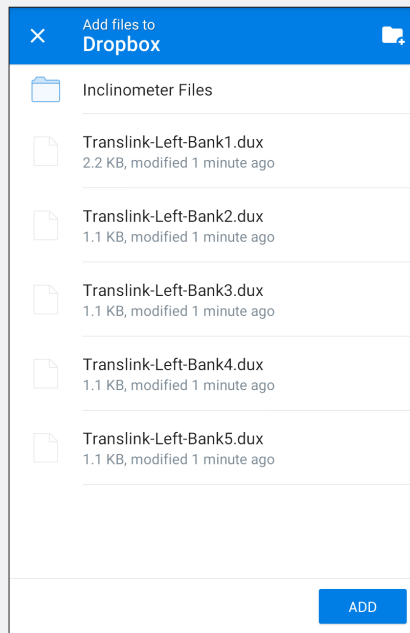 Add files to
Dropbox
Inclinometer Files
Translink-Left-Bank1.dux
2.2 KB, modified 1 minute ago
Translink-Left-Bank2.dux
1.1 KB, modified 1 minute ago
Translink-Left-Bank3.dux
1.1 KB, modified 1 minute ago
Translink-Left-Bank4.dux
1.1 KB, modified 1 minute ago
Translink-Left-Bank5.dux
1.1 KB, modified 1 minute ago
ADD